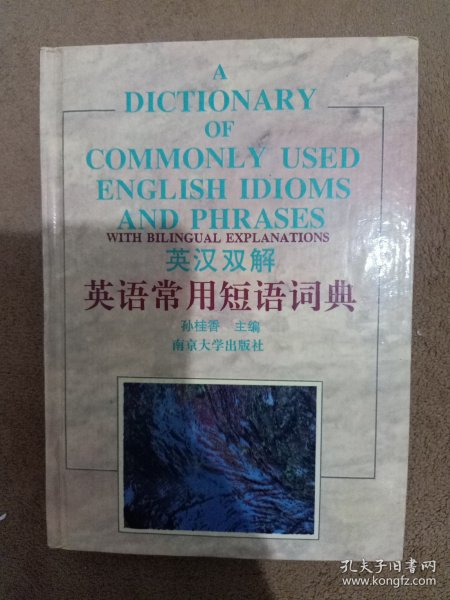 A
DICTIONARY
OF
COMMONLY USED
ENGLISH IDIOMS
AND PHRASES
WITH BILINGUAL EXPLANATIONS
英汉双解
英语常用短语词典
孙桂香 主编
南京大学出版社
孔夫子旧书网
www.kongfz.com